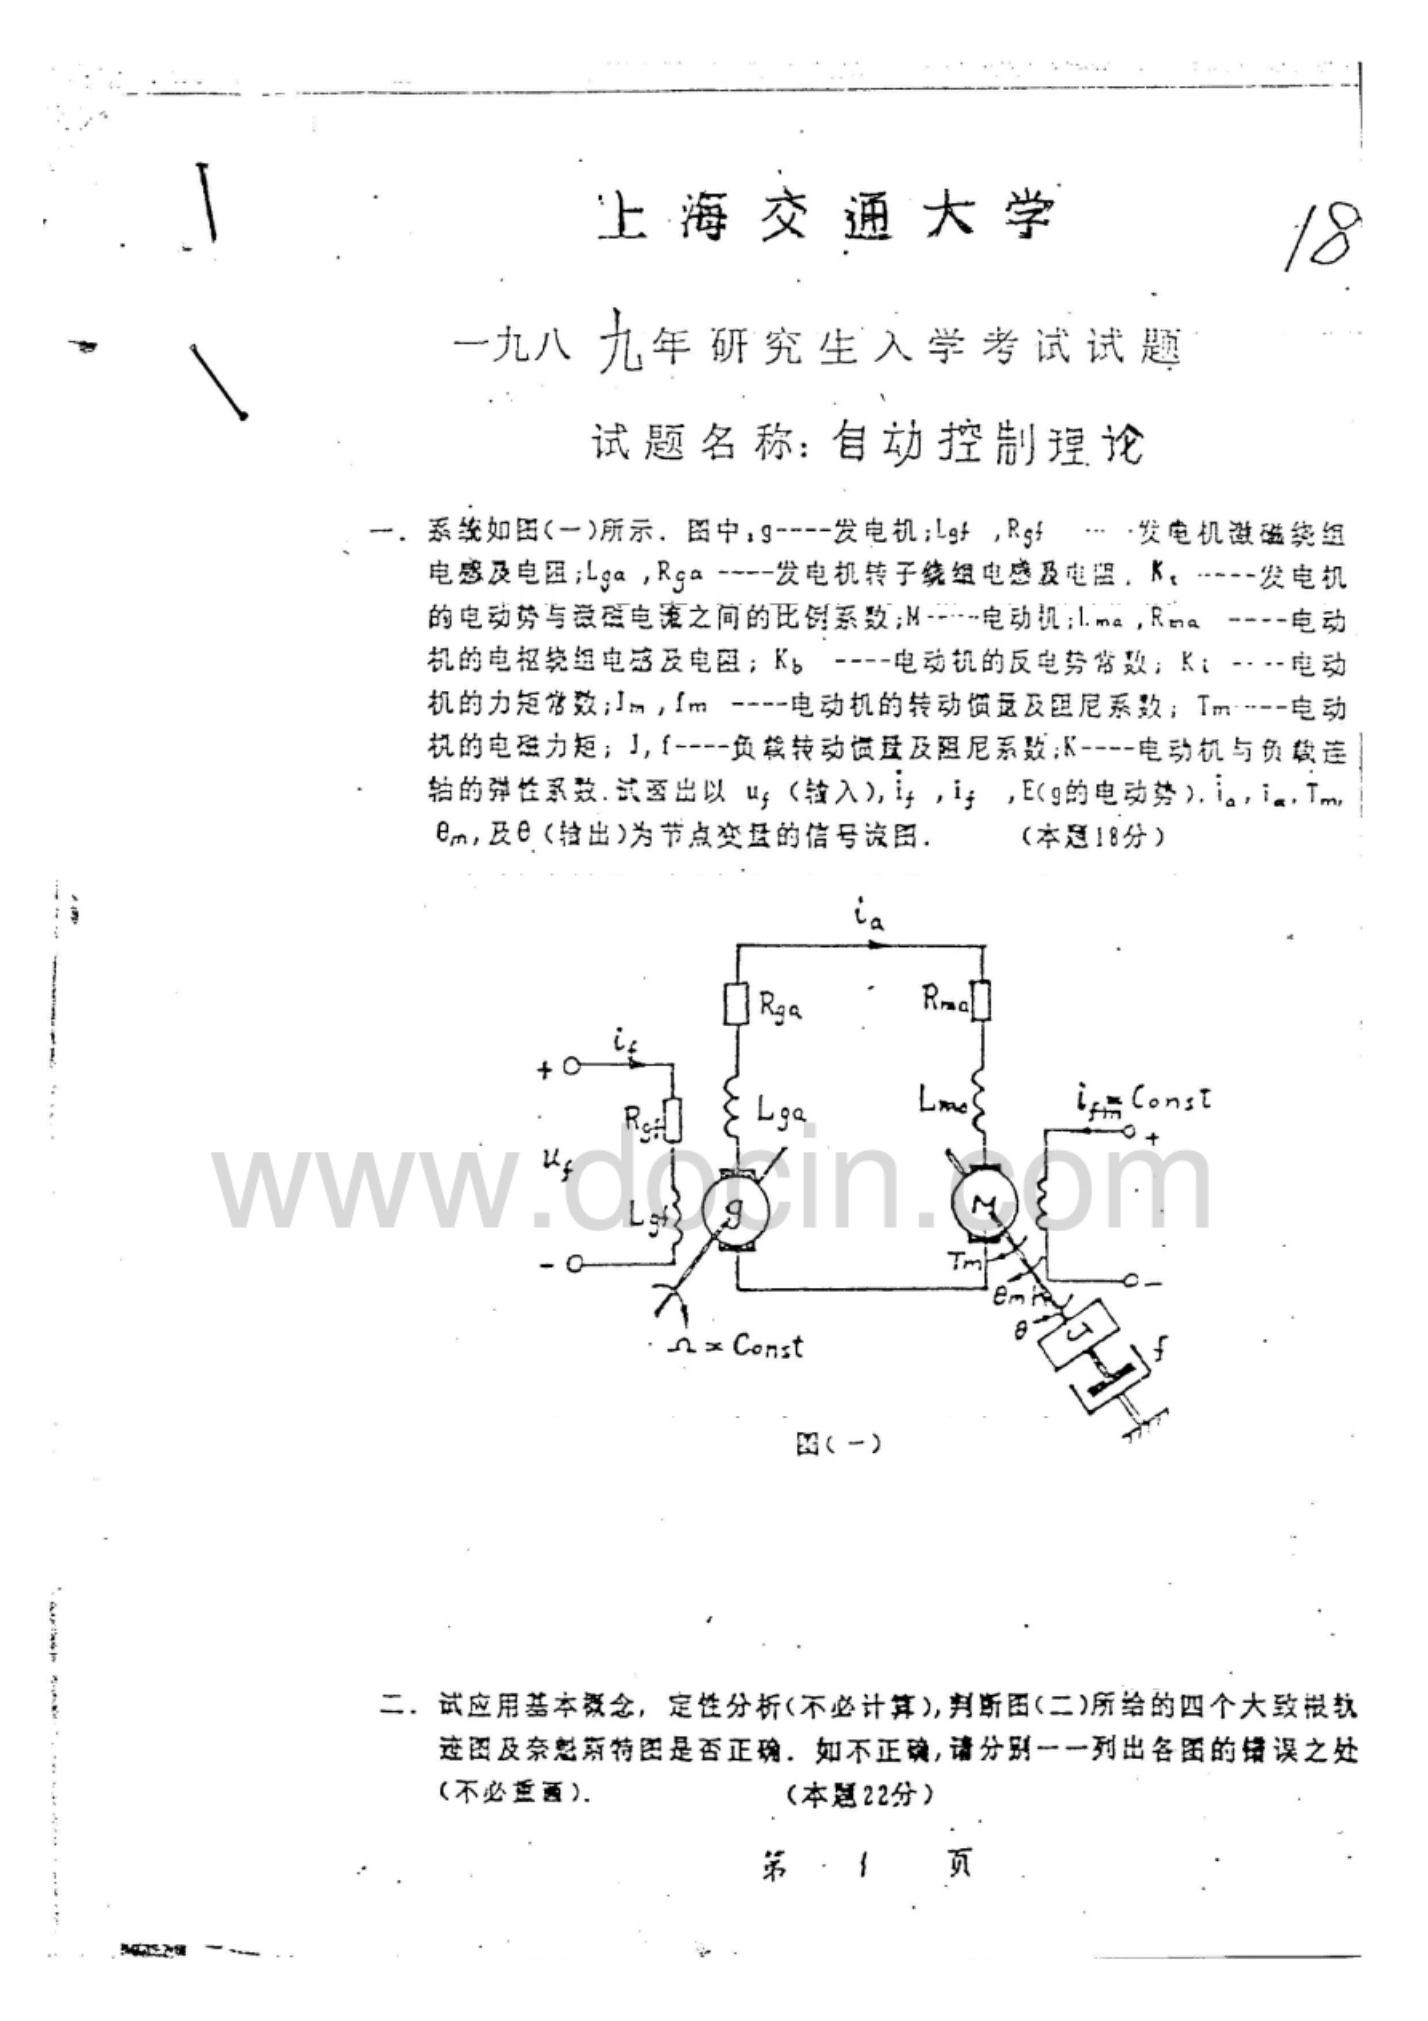 上海交通大学
18
一九八九年研究生入学考试试题
试题名称:自动控制理论
一. 系统如图(一)所示. 图中:g----发电机;Lgf ,Rgf ----发电机激磁绕组
电感及电阻;Lga ,Rga ----发电机转子绕组电感及电阻. K ----发电机
的电动势与激磁电流之间的比例系数;M----电动机;Lma ,Rma ----电动
机的电枢绕组电感及电阻; Kb ----电动机的反电势常数; Ki ----电动
机的力矩常数;Jm ,fm ----电动机的转动惯量及阻尼系数; Tm----电动
机的电磁力矩; J,f----负载转动惯量及阻尼系数;K----电动机与负载连
轴的弹性系数.试画出以 uf (输入),i̇f ,if ,E(g的电动势).i̇a,ia,Tm,
θm,及θ(输出)为节点变量的信号流图. (本题18分)
ia
Rga Rma
if
+
Rgf Lga Lma ifm=Const
+
uf
Lgf g M
Tm
- -
θm k
θ J f
Ω=Const
图(一)
二. 试应用基本概念, 定性分析(不必计算),判断图(二)所给的四个大致根轨
迹图及奈魁斯特图是否正确. 如不正确,请分别一一列出各图的错误之处
(不必重画). (本题22分)
第 1 页
www.docin.com